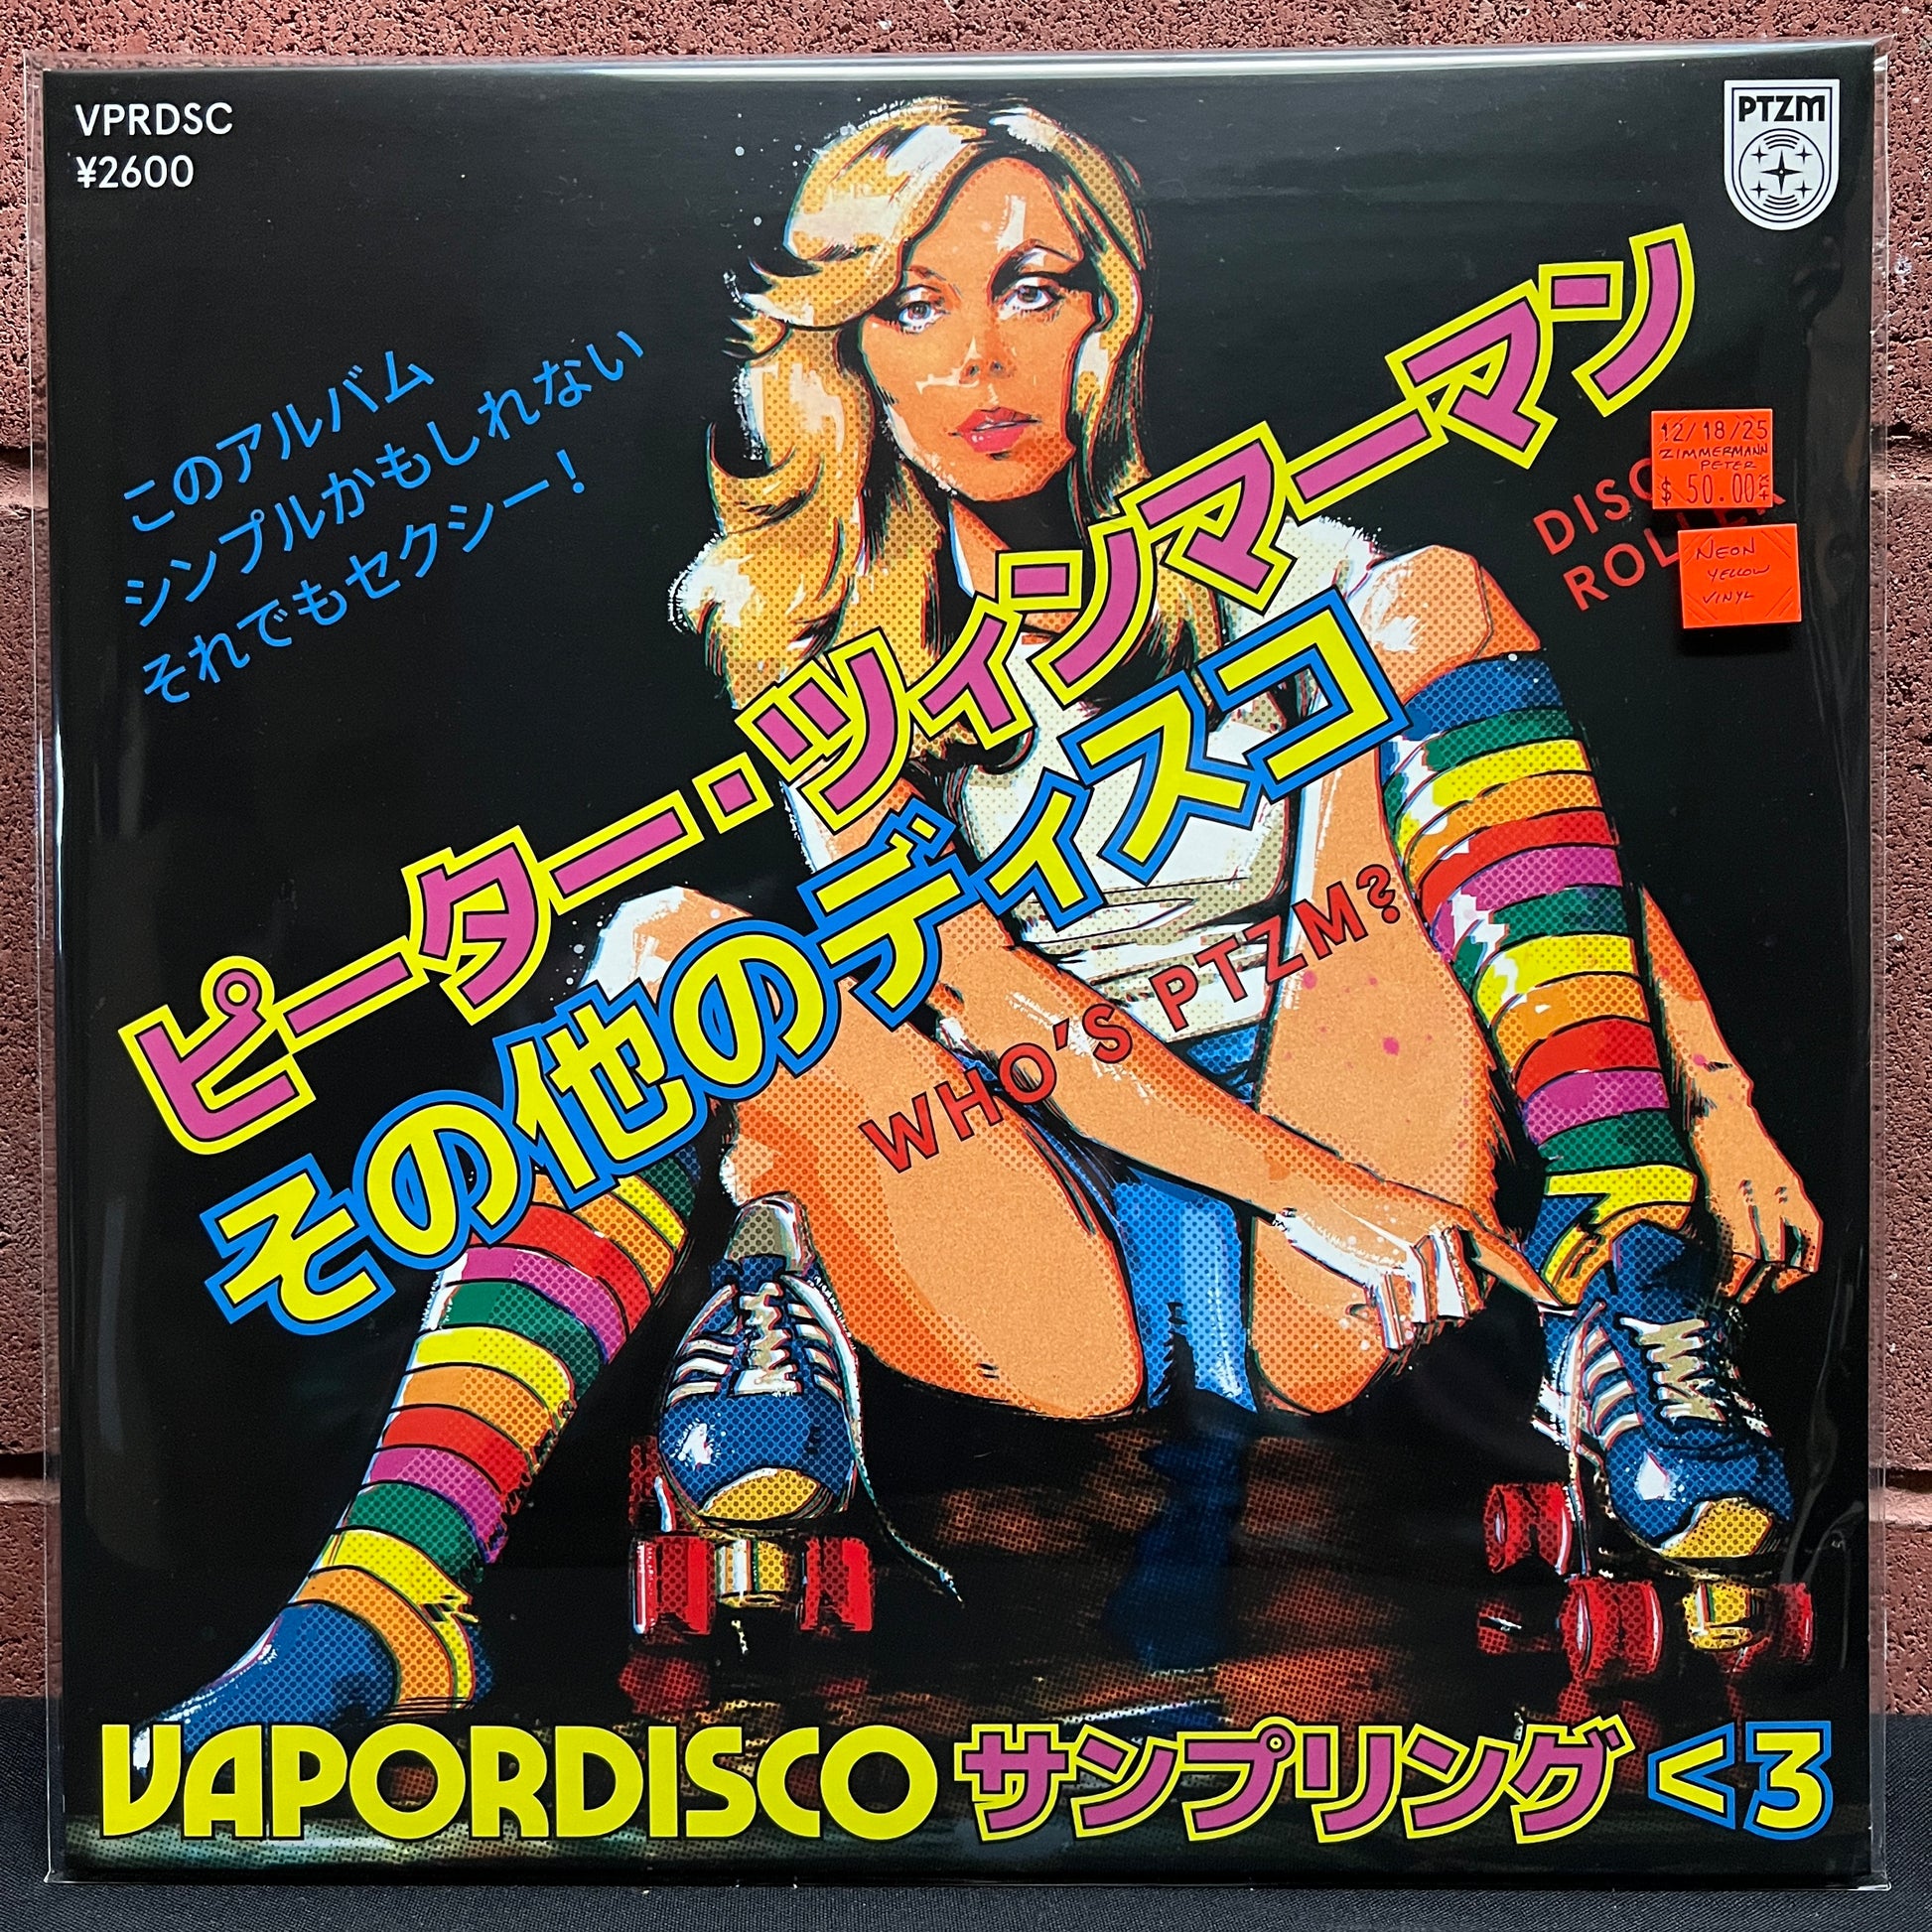 VPRDSC
¥2600
PTZM
このアルバム
シンプルかもしれない
それでもセクシー！
ピーター・ツィンマーマン
その他のディスコ
12/18/25
ZIMMERMANN
PETER
$ 50.00
NEON
YELLOW
VINYL
WHO'S PTZM?
VAPORDISCO サンプリング <3